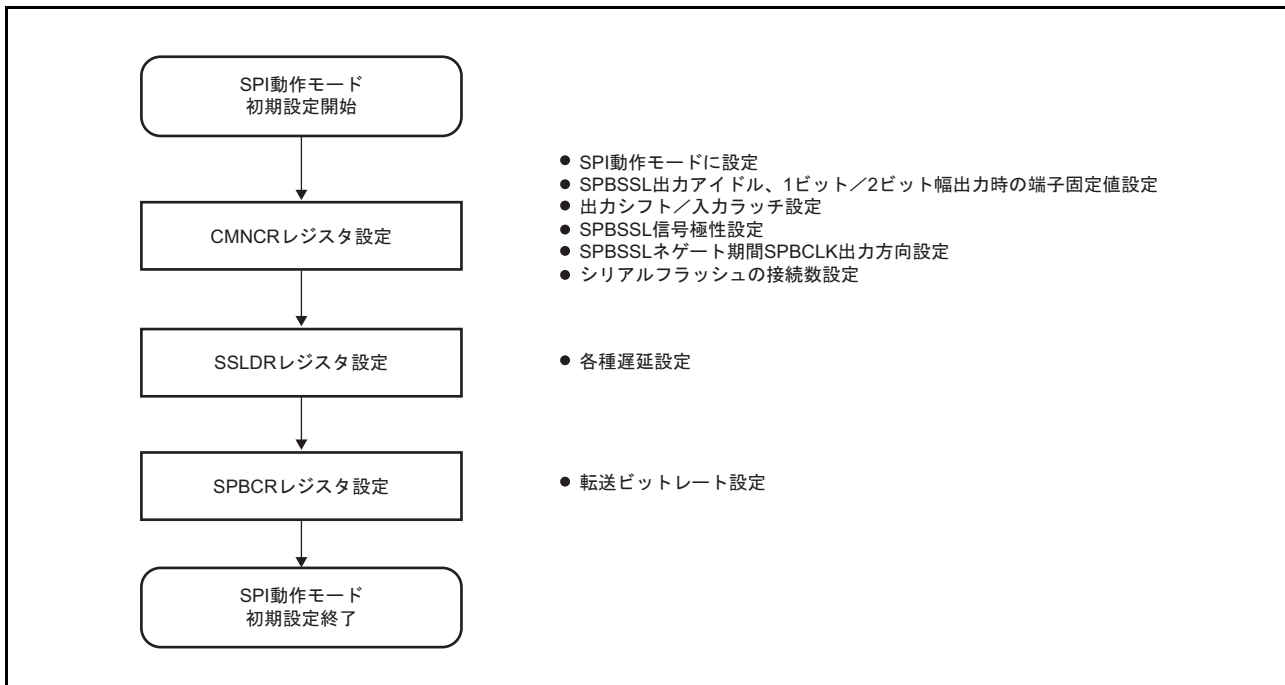 SPI動作モード
初期設定開始
CMNCRレジスタ設定
● SPI動作モードに設定
● SPBSSL出力アイドル、1ビット／2ビット幅出力時の端子固定値設定
● 出力シフト／入力ラッチ設定
● SPBSSL信号極性設定
● SPBSSLネゲート期間SPBCLK出力方向設定
● シリアルフラッシュの接続数設定
SSLDRレジスタ設定
● 各種遅延設定
SPBCRレジスタ設定
● 転送ビットレート設定
SPI動作モード
初期設定終了